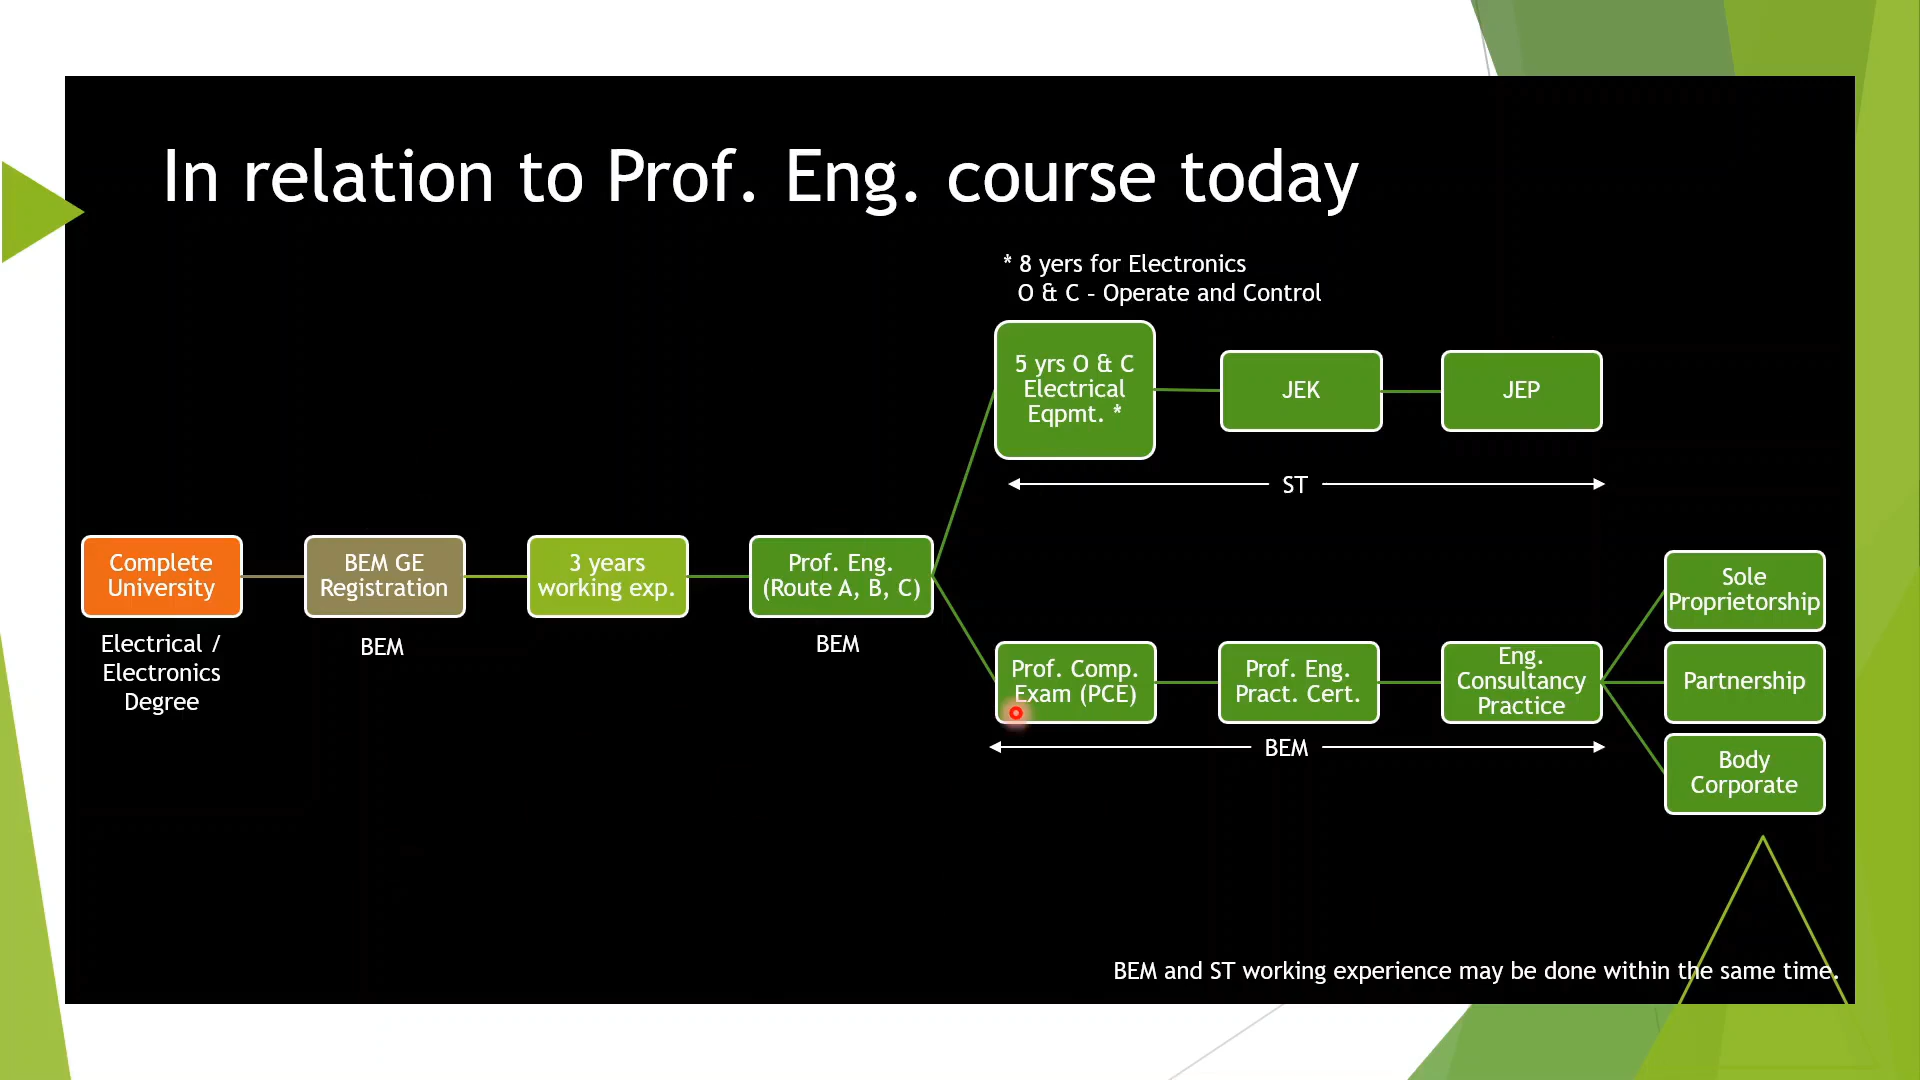 In relation to Prof. Eng. course today
* 8 yers for Electronics
O & C – Operate and Control
5 yrs O & C
Electrical
Eqpmt. *
JEK
JEP
ST
Complete
University
Electrical /
Electronics
Degree
BEM GE
Registration
BEM
3 years
working exp.
Prof. Eng.
(Route A, B, C)
BEM
Prof. Comp.
Exam (PCE)
Prof. Eng.
Pract. Cert.
Eng.
Consultancy
Practice
BEM
Sole
Proprietorship
Partnership
Body
Corporate
BEM and ST working experience may be done within the same time.